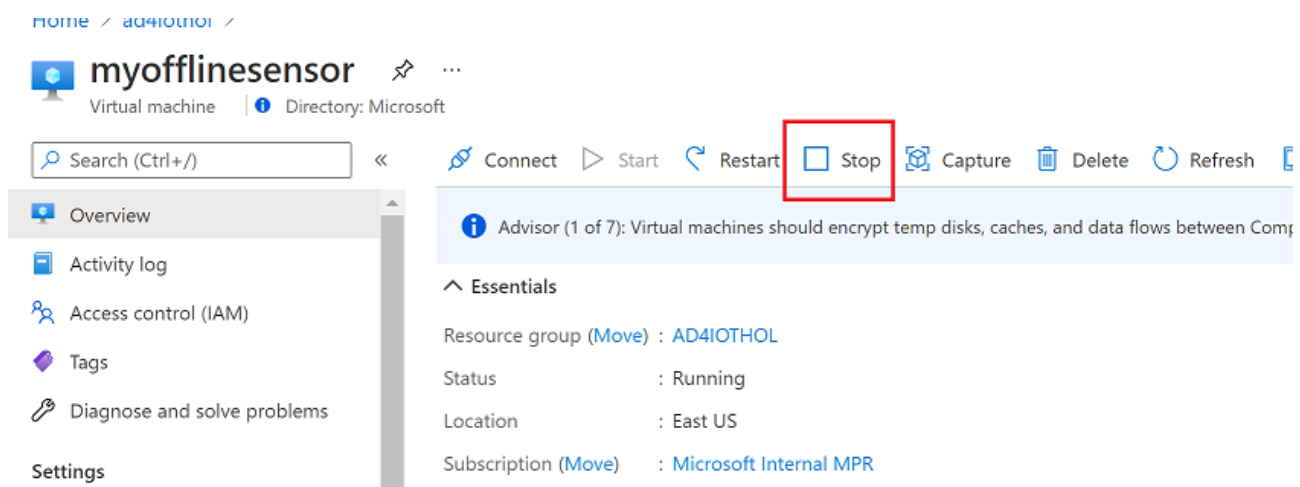 Home > ad4iothol >
myofflinesensor ...
Virtual machine Directory: Microsoft
Search (Ctrl+/) «
Connect Start Restart Stop Capture Delete Refresh
Overview
Advisor (1 of 7): Virtual machines should encrypt temp disks, caches, and data flows between Comp
Activity log
Essentials
Access control (IAM)
Resource group (Move) : AD4IOTHOL
Tags
Status : Running
Diagnose and solve problems
Location : East US
Settings
Subscription (Move) : Microsoft Internal MPR